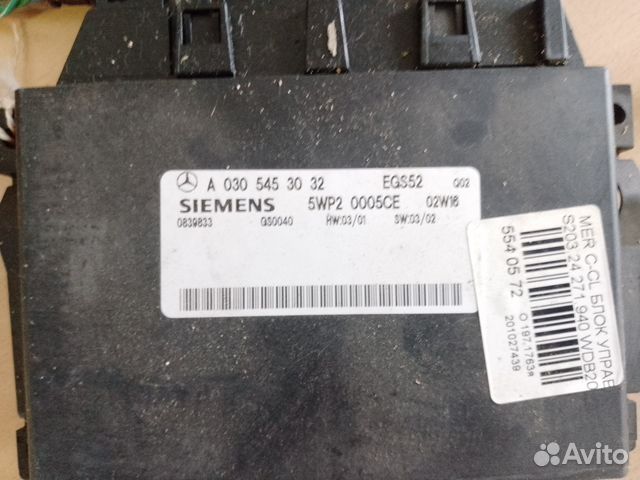 A 030 545 30 32 EGS52 Q02
SIEMENS 5WP2 0005CE 02W16
0839833 GS0040 HW:03/01 SW:03/02
MER C-CL БЛОК УПРАВ
S203 24 271 940 WDB20
554 05 72
201027439
Avito